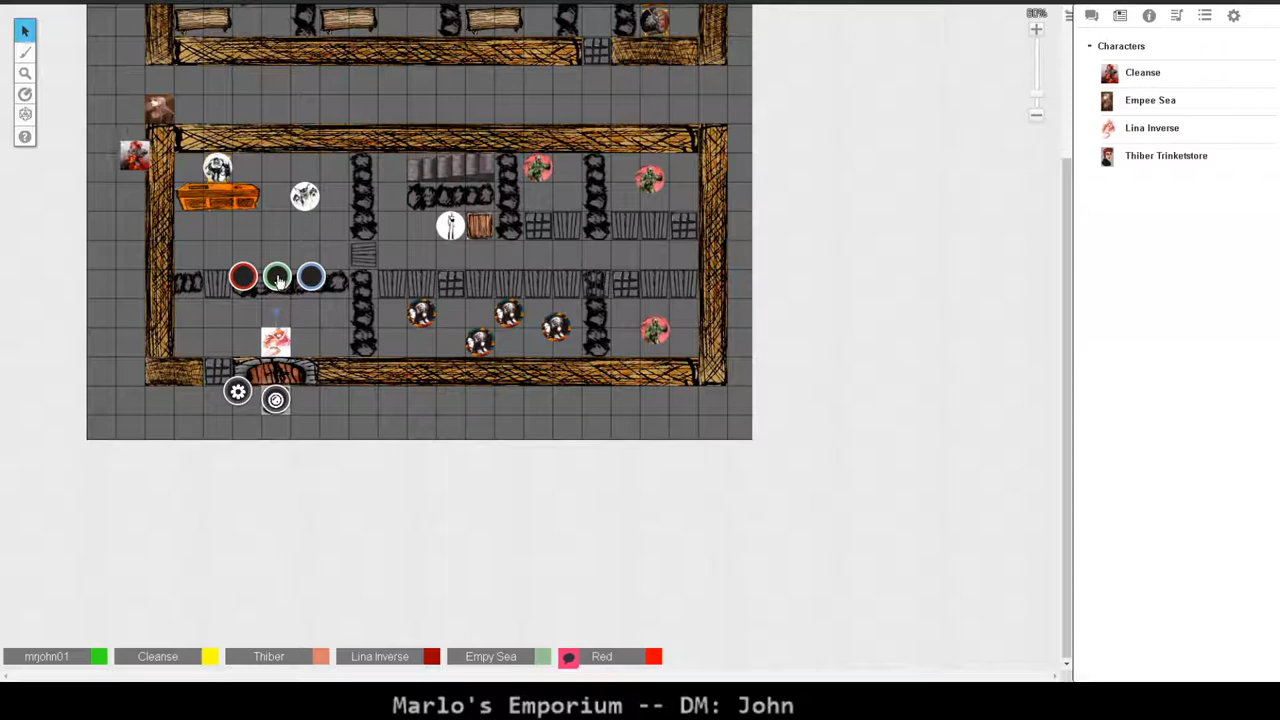 80%
Characters
Cleanse
Empee Sea
Lina Inverse
Thiber Trinketstore
mrjohn01
Cleanse
Thiber
Lina Inverse
Empy Sea
Red
Marlo's Emporium -- DM: John